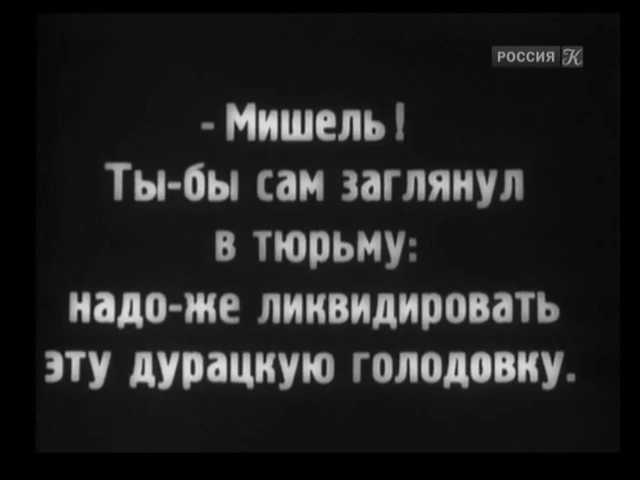 РОССИЯ К
- Мишель!
Ты-бы сам заглянул
в тюрьму:
надо-же ликвидировать
эту дурацкую голодовку.